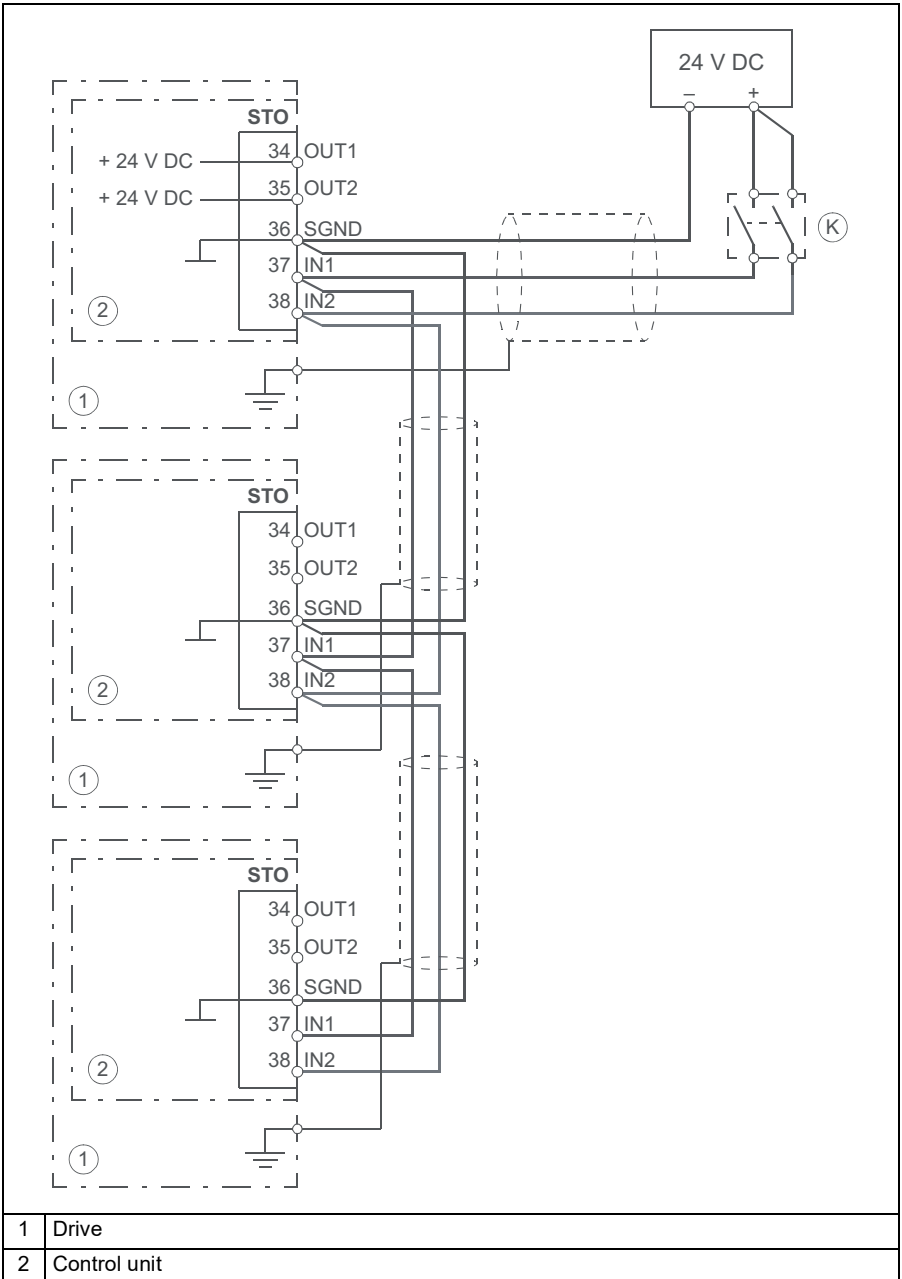 24 V DC
– +
STO
34 OUT1
+ 24 V DC
35 OUT2
+ 24 V DC
36 SGND
K
37 IN1
38 IN2
2
1
STO
34 OUT1
35 OUT2
36 SGND
37 IN1
38 IN2
2
1
STO
34 OUT1
35 OUT2
36 SGND
37 IN1
38 IN2
2
1
1 Drive
2 Control unit